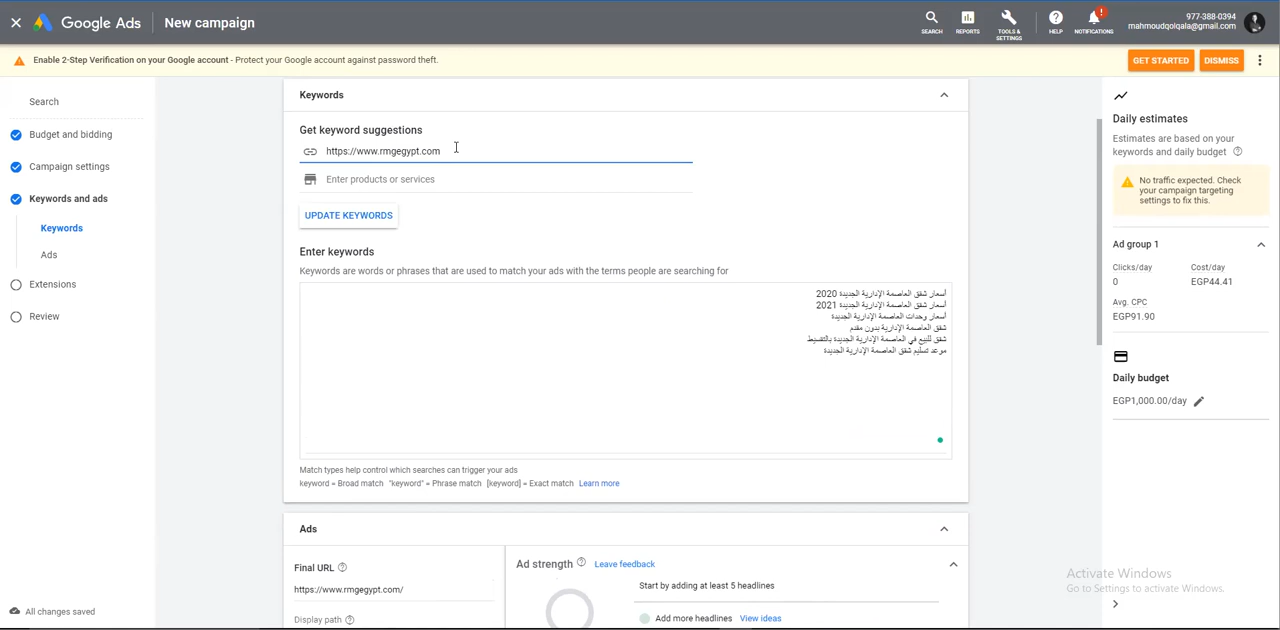 Google Ads
New campaign
SEARCH
REPORTS
TOOLS & SETTINGS
HELP
NOTIFICATIONS
977-388-0394
mahmoudqolqala@gmail.com
Enable 2-Step Verification on your Google account - Protect your Google account against password theft.
GET STARTED
DISMISS
Search
Budget and bidding
Campaign settings
Keywords and ads
Keywords
Ads
Extensions
Review
All changes saved
Keywords
Get keyword suggestions
https://www.rmgegypt.com
Enter products or services
UPDATE KEYWORDS
Enter keywords
Keywords are words or phrases that are used to match your ads with the terms people are searching for
أسعار شقق العاصمة الإدارية الجديدة 2020
أسعار شقق العاصمة الإدارية الجديدة 2021
أسعار وحدات العاصمة الإدارية الجديدة
شقق العاصمة الإدارية بدون مقدم
شقق للبيع في العاصمة الإدارية الجديدة بالتقسيط
موعد تسليم شقق العاصمة الإدارية الجديدة
Match types help control which searches can trigger your ads
keyword = Broad match "keyword" = Phrase match [keyword] = Exact match Learn more
Ads
Final URL
https://www.rmgegypt.com/
Display path
Ad strength
Leave feedback
Start by adding at least 5 headlines
Add more headlines View ideas
Daily estimates
Estimates are based on your
keywords and daily budget
No traffic expected. Check
your campaign targeting
settings to fix this.
Ad group 1
Clicks/day Cost/day
0 EGP44.41
Avg. CPC
EGP91.90
Daily budget
EGP1,000.00/day
Activate Windows
Go to Settings to activate Windows.